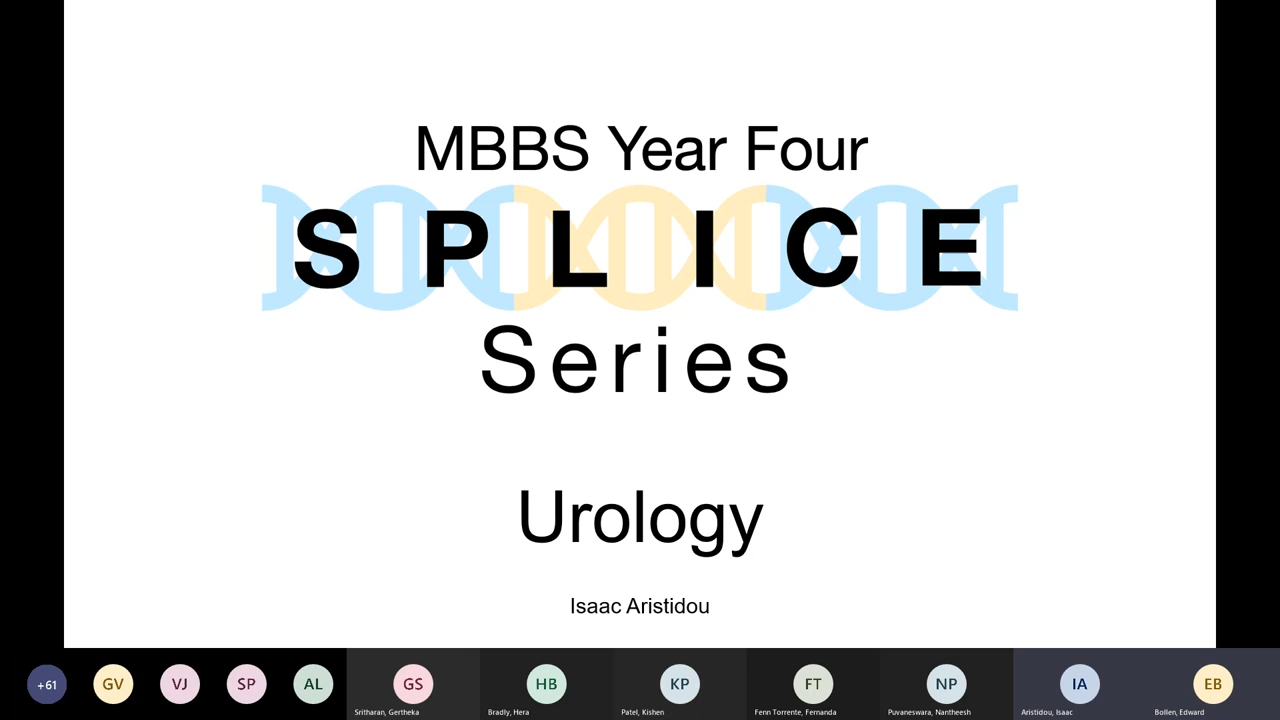 MBBS Year Four
SPLICE
Series
Urology
Isaac Aristidou
+61
GV
VJ
SP
AL
GS
HB
KP
FT
NP
IA
EB
Sritharan, Gertheka
Bradly, Hera
Patel, Kishen
Fenn Torrente, Fernanda
Puvaneswara, Nantheesh
Aristidou, Isaac
Bollen, Edward